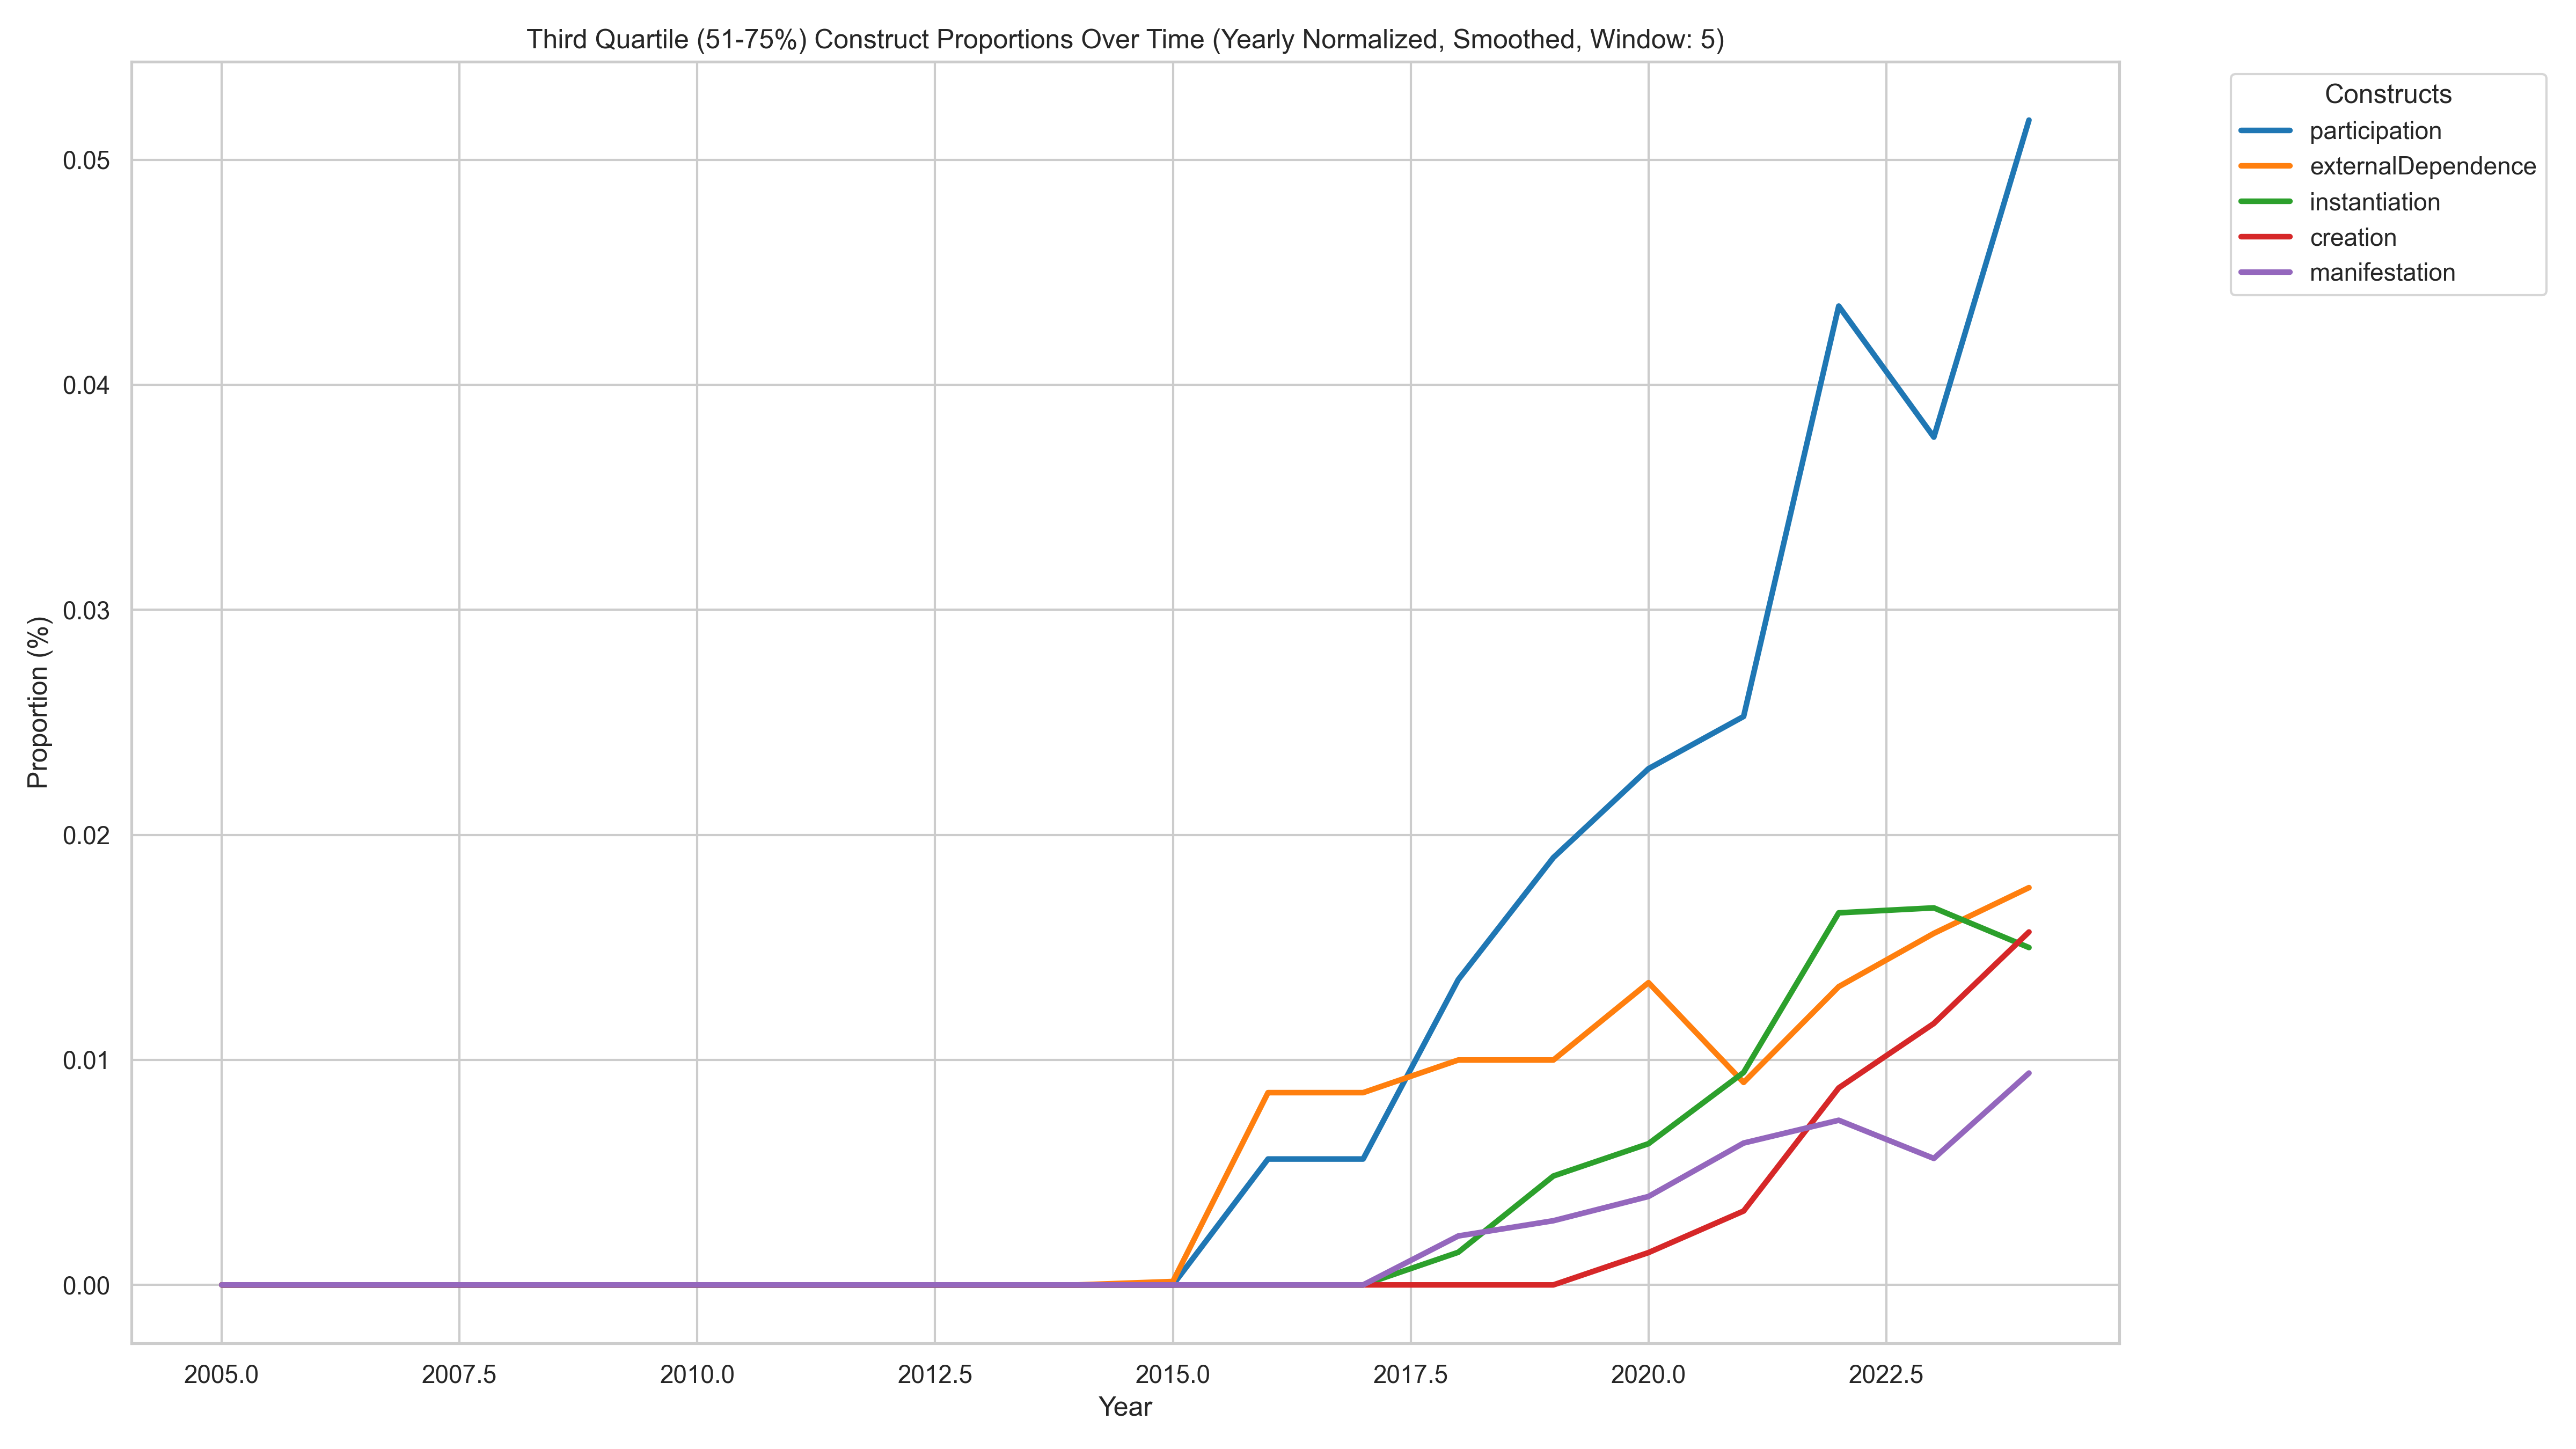 Third Quartile (51-75%) Construct Proportions Over Time (Yearly Normalized, Smoothed, Window: 5)
Constructs
participation
externalDependence
instantiation
creation
manifestation
Proportion (%)
0.05
0.04
0.03
0.02
0.01
0.00
2005.0 2007.5 2010.0 2012.5 2015.0 2017.5 2020.0 2022.5
Year